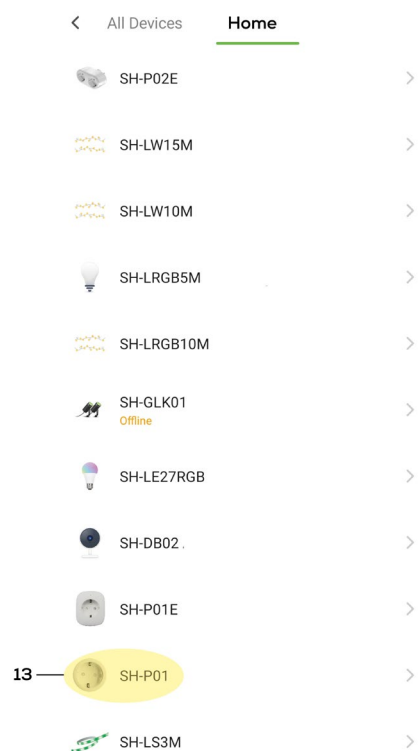 All Devices Home
SH-P02E
SH-LW15M
SH-LW10M
SH-LRGB5M
SH-LRGB10M
SH-GLK01
Offline
SH-LE27RGB
SH-DB02 .
SH-P01E
13 SH-P01
SH-LS3M